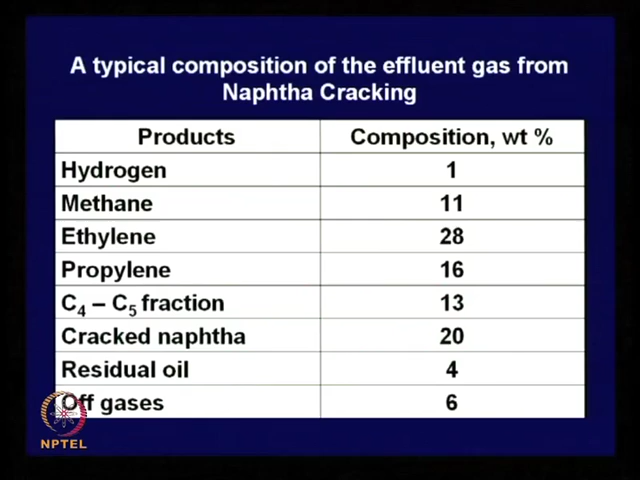 A typical composition of the effluent gas from
Naphtha Cracking
Products Composition, wt %
Hydrogen 1
Methane 11
Ethylene 28
Propylene 16
C₄ – C₅ fraction 13
Cracked naphtha 20
Residual oil 4
Off gases 6
NPTEL